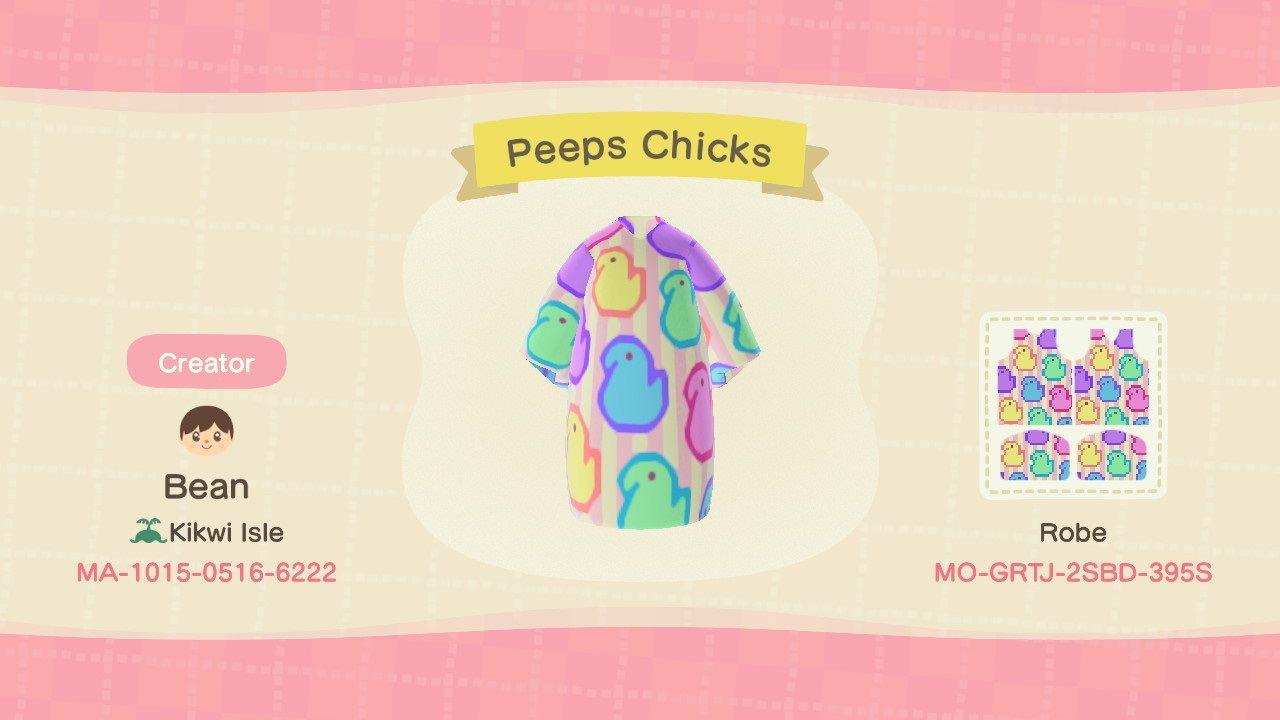 Peeps Chicks
Creator
Bean
Kikwi Isle
MA-1015-0516-6222
Robe
MO-GRTJ-2SBD-395S